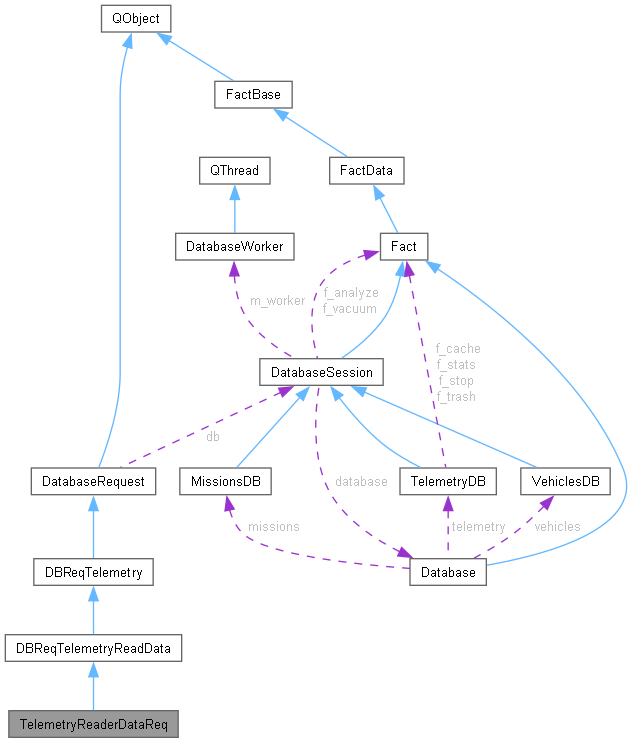 QObject
FactBase
QThread
FactData
DatabaseWorker
Fact
m_worker
f_analyze
f_vacuum
f_cache
f_stats
f_stop
f_trash
DatabaseSession
db
DatabaseRequest
MissionsDB
database
TelemetryDB
VehiclesDB
missions
telemetry
vehicles
DBReqTelemetry
Database
DBReqTelemetryReadData
TelemetryReaderDataReq